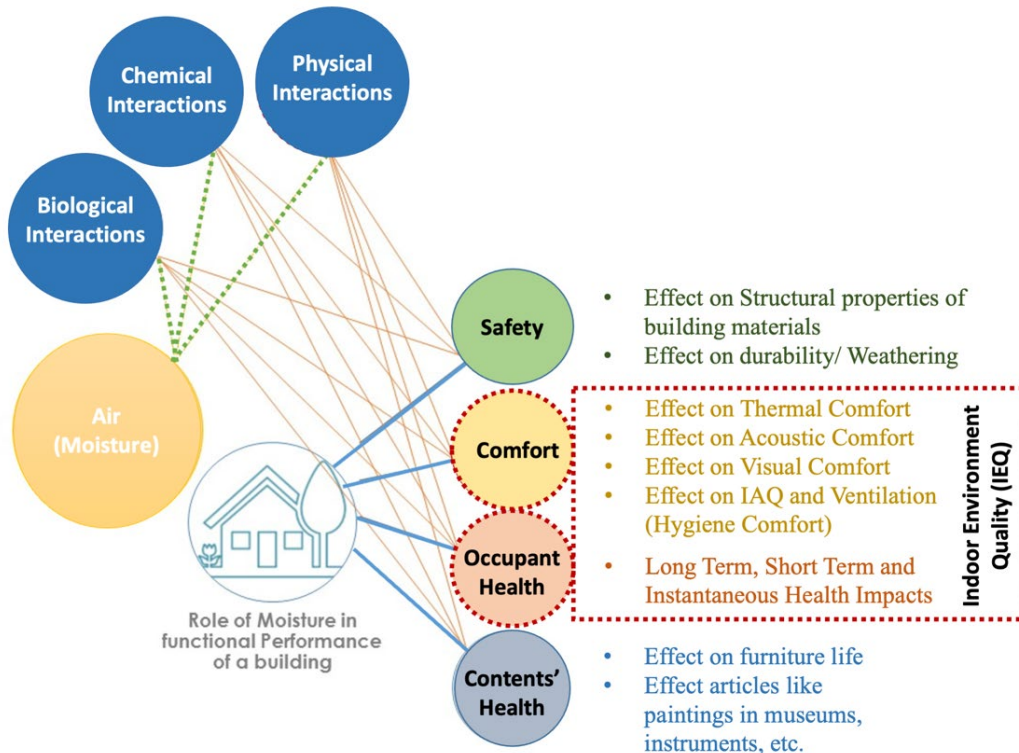 Physical
Interactions
Chemical
Interactions
Biological
Interactions
Air
(Moisture)
Role of Moisture in
functional Performance
of a building
Safety
• Effect on Structural properties of
building materials
• Effect on durability/ Weathering
Comfort
• Effect on Thermal Comfort
• Effect on Acoustic Comfort
• Effect on Visual Comfort
• Effect on IAQ and Ventilation
(Hygiene Comfort)
Occupant
Health
• Long Term, Short Term and
Instantaneous Health Impacts
Indoor Environment
Quality (IEQ)
Contents’
Health
• Effect on furniture life
• Effect articles like
paintings in museums,
instruments, etc.